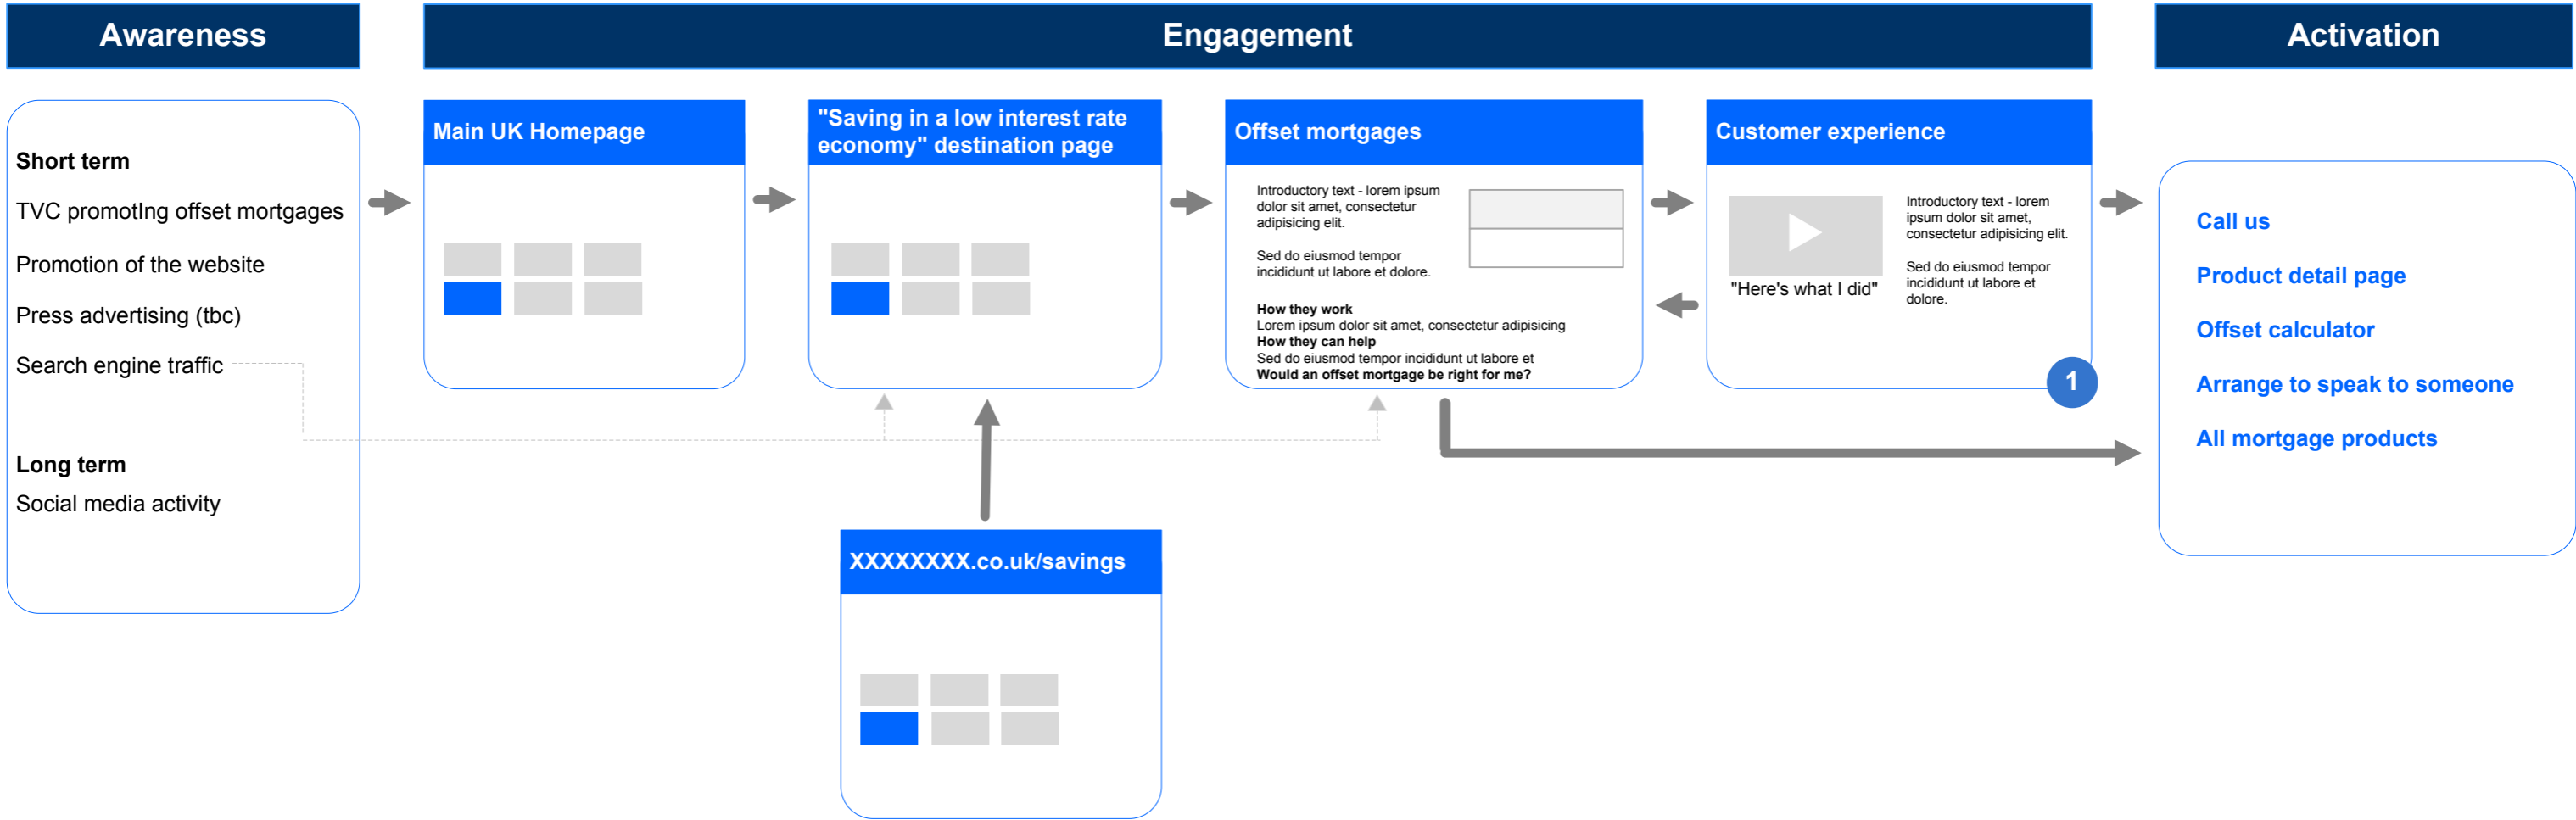 Awareness
Engagement
Activation
Short term
TVC promotIng offset mortgages
Promotion of the website
Press advertising (tbc)
Search engine traffic
Long term
Social media activity
Main UK Homepage
"Saving in a low interest rate
economy" destination page
XXXXXXXX.co.uk/savings
Offset mortgages
Introductory text - lorem ipsum
dolor sit amet, consectetur
adipisicing elit.
Sed do eiusmod tempor
incididunt ut labore et dolore.
How they work
Lorem ipsum dolor sit amet, consectetur adipisicing
How they can help
Sed do eiusmod tempor incididunt ut labore et
Would an offset mortgage be right for me?
Customer experience
"Here's what I did"
Introductory text - lorem
ipsum dolor sit amet,
consectetur adipisicing elit.
Sed do eiusmod tempor
incididunt ut labore et
dolore.
1
Call us
Product detail page
Offset calculator
Arrange to speak to someone
All mortgage products